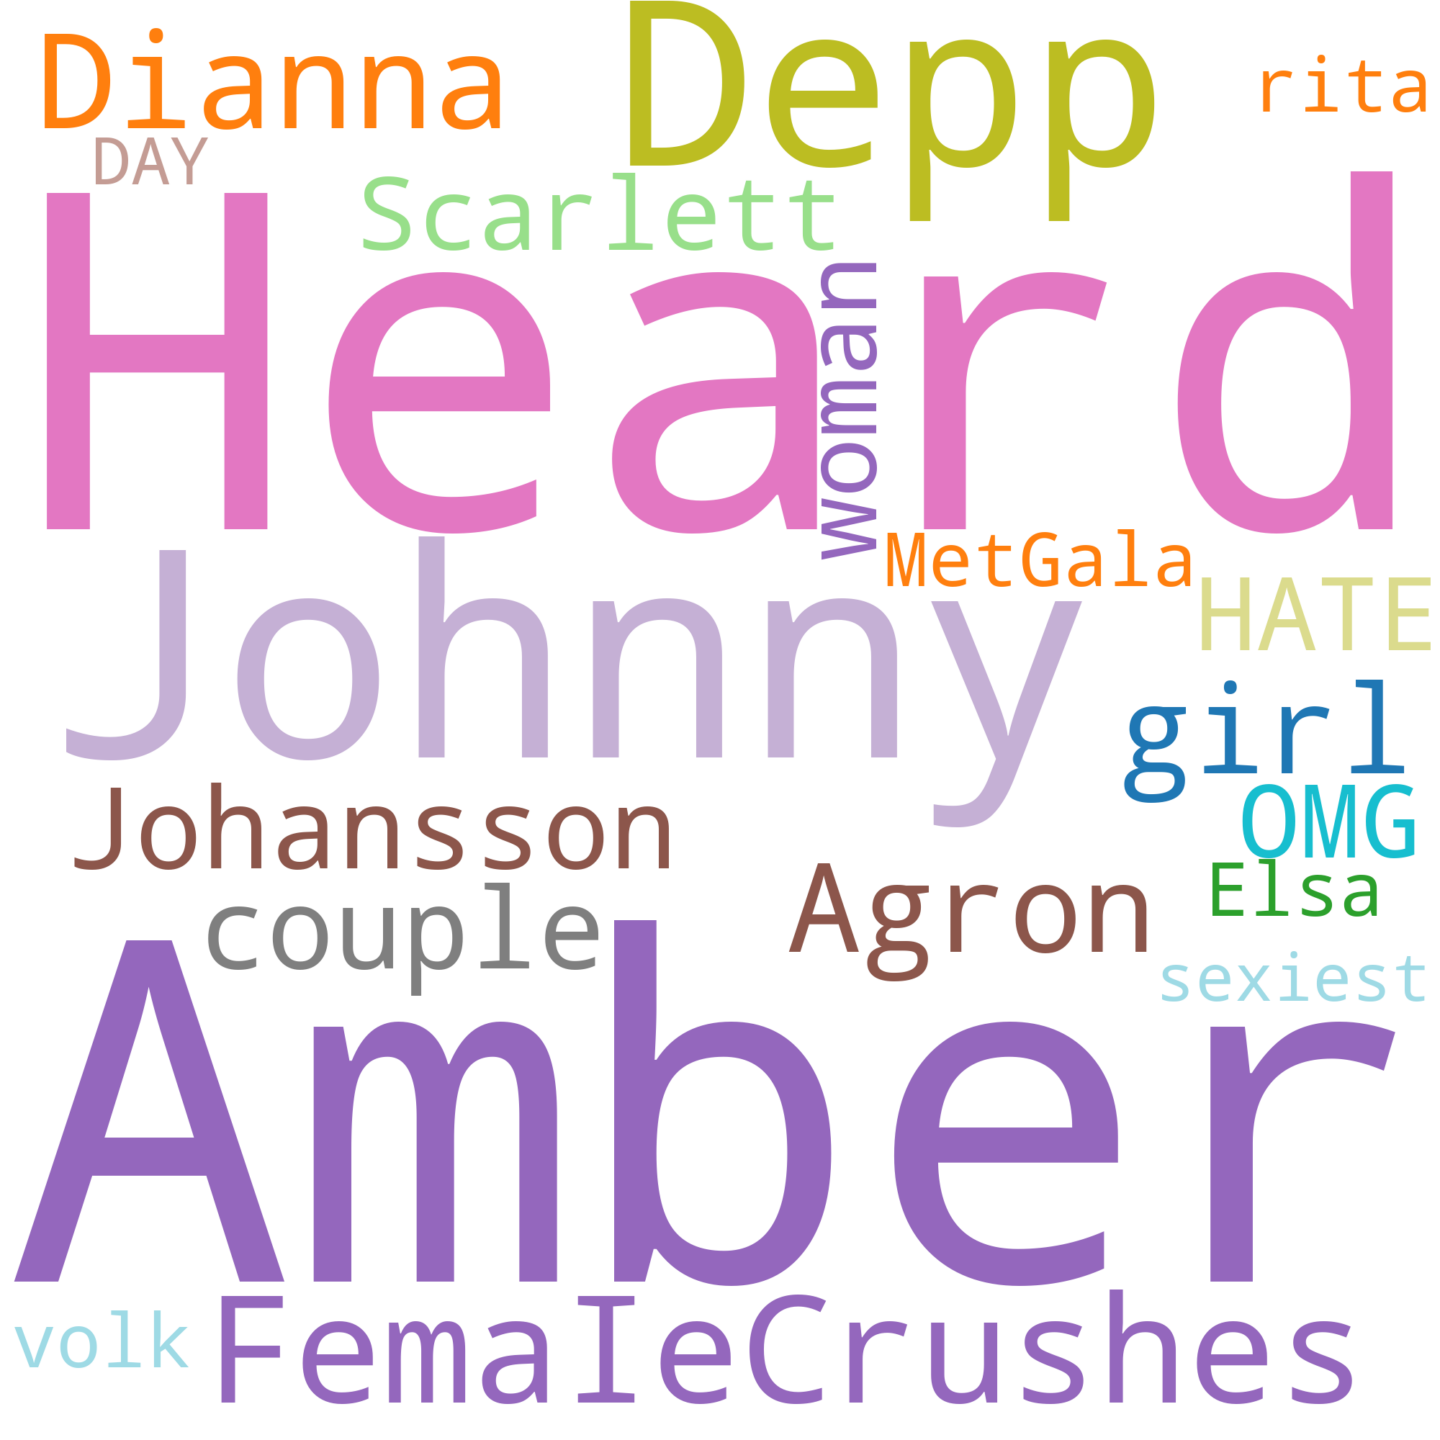 Dianna
Depp
rita
DAY
Scarlett
Heard
woman
MetGala
Johnny
HATE
girl
Johansson
OMG
Agron
Elsa
couple
sexiest
Amber
volk
FemaIeCrushes